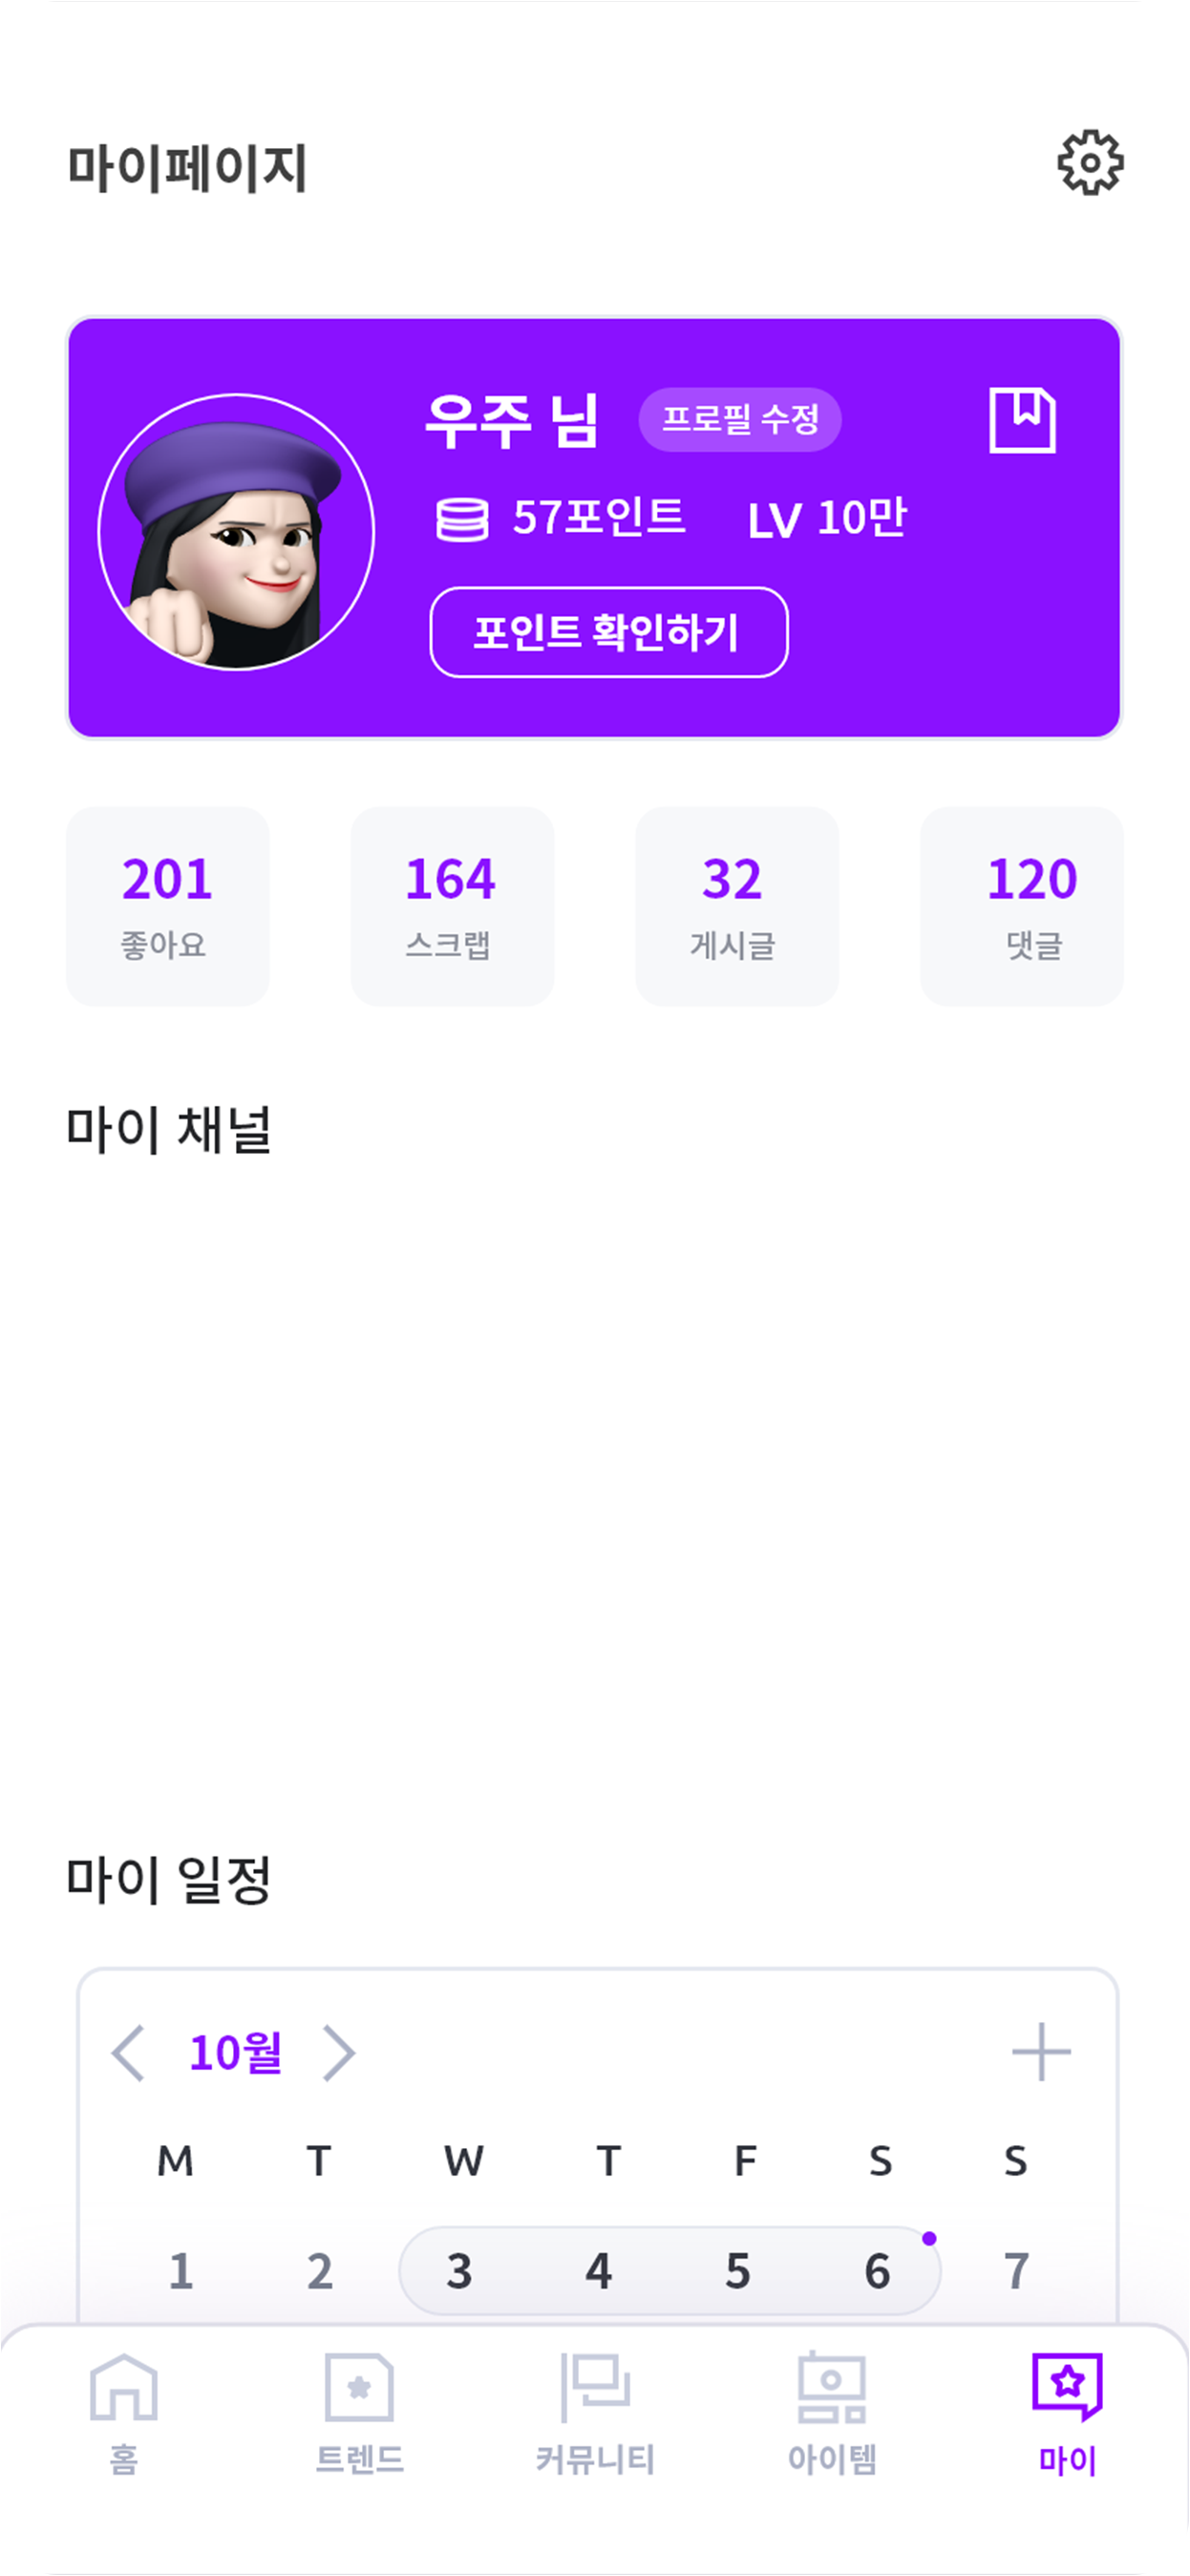 마이페이지
우주 님 프로필 수정
57포인트 LV 10만
포인트 확인하기
201 164 32 120
좋아요 스크랩 게시글 댓글
마이 채널
마이 일정
10월
M T W T F S S
1 2 3 4 5 6 7
홈 트렌드 커뮤니티 아이템 마이